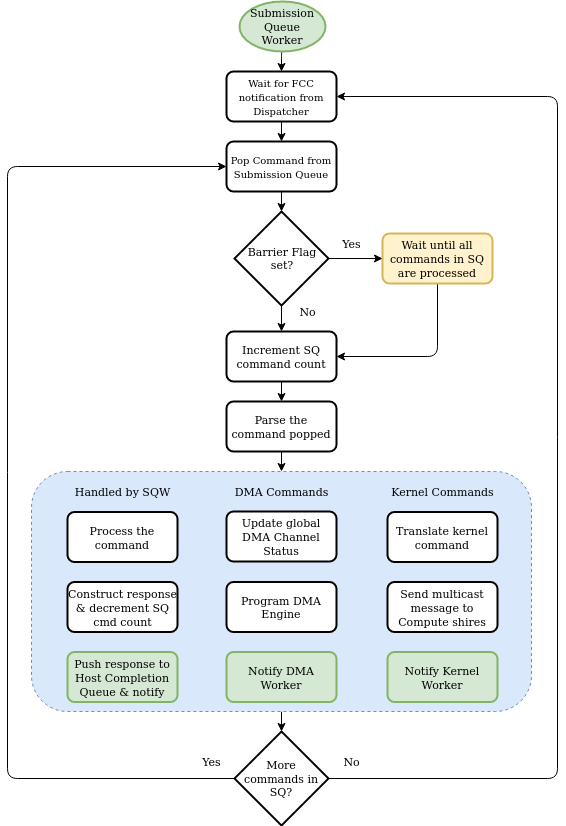 Submission
Queue
Worker
Wait for FCC
notification from
Dispatcher
Pop Command from
Submission Queue
Barrier Flag
set?
Yes
Wait until all
commands in SQ
are processed
No
Increment SQ
command count
Parse the
command popped
Handled by SQW
Process the
command
Construct response
& decrement SQ
cmd count
Push response to
Host Completion
Queue & notify
DMA Commands
Update global
DMA Channel
Status
Program DMA
Engine
Notify DMA
Worker
Kernel Commands
Translate kernel
command
Send multicast
message to
Compute shires
Notify Kernel
Worker
More
commands in
SQ?
Yes
No